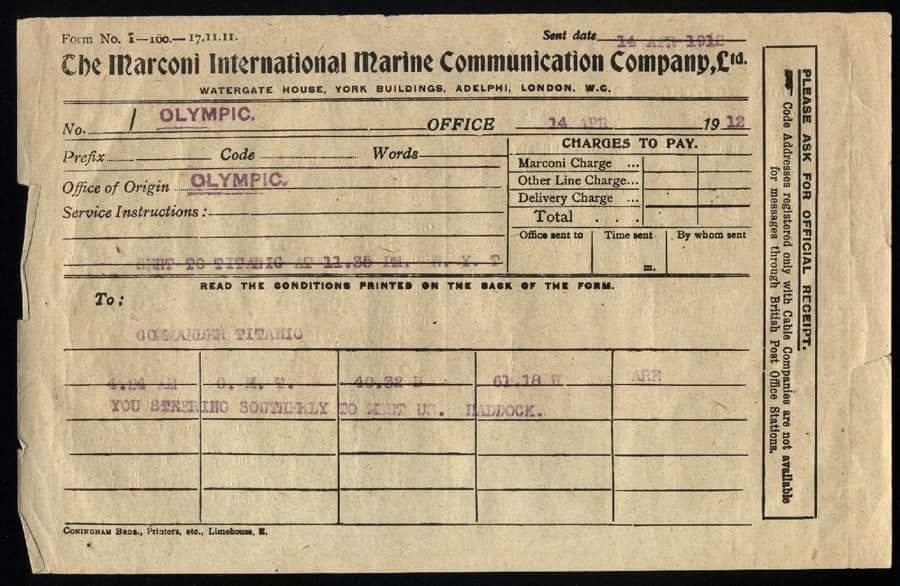 Form No. 1—100.—17.11.11.
Sent date 14 APR 1912
The Marconi International Marine Communication Company, Ltd.
WATERGATE HOUSE, YORK BUILDINGS, ADELPHI, LONDON, W.C.
No. / OLYMPIC. OFFICE 14 APR 1912
Prefix Code Words
Office of Origin OLYMPIC.
Service Instructions:
CHARGES TO PAY.
Marconi Charge ...
Other Line Charge...
Delivery Charge ...
Total . . .
Office sent to Time sent By whom sent
m.
SENT TO TITANIC AT 11.35 PM. N. Y. T
READ THE CONDITIONS PRINTED ON THE BACK OF THE FORM.
To:
COMMANDER TITANIC
4.24 AM G. M. T. 40.32 61.18 W ARE
YOU STEERING SOUTHERLY TO MEET US. HADDOCK.
CONINGHAM BROS., Printers, etc., Limehouse, E.
PLEASE ASK FOR OFFICIAL RECEIPT.
Code Addresses registered only with Cable Companies are not available
for messages through British Post Office Stations.